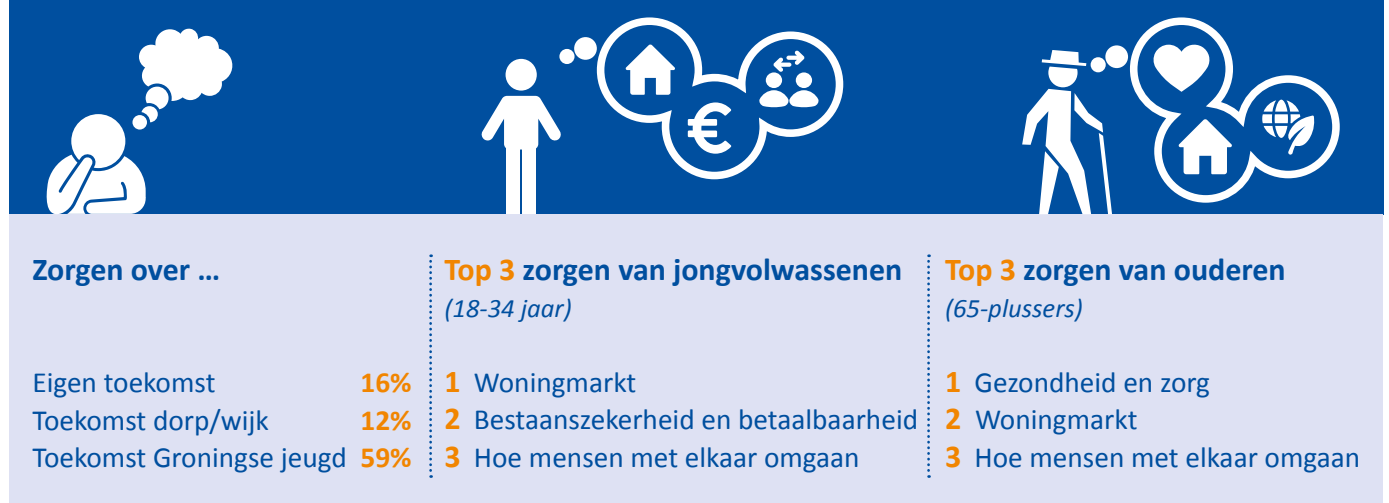 Zorgen over ...
Eigen toekomst 16%
Toekomst dorp/wijk 12%
Toekomst Groningse jeugd 59%
Top 3 zorgen van jongvolwassenen
(18-34 jaar)
1 Woningmarkt
2 Bestaanszekerheid en betaalbaarheid
3 Hoe mensen met elkaar omgaan
Top 3 zorgen van ouderen
(65-plussers)
1 Gezondheid en zorg
2 Woningmarkt
3 Hoe mensen met elkaar omgaan